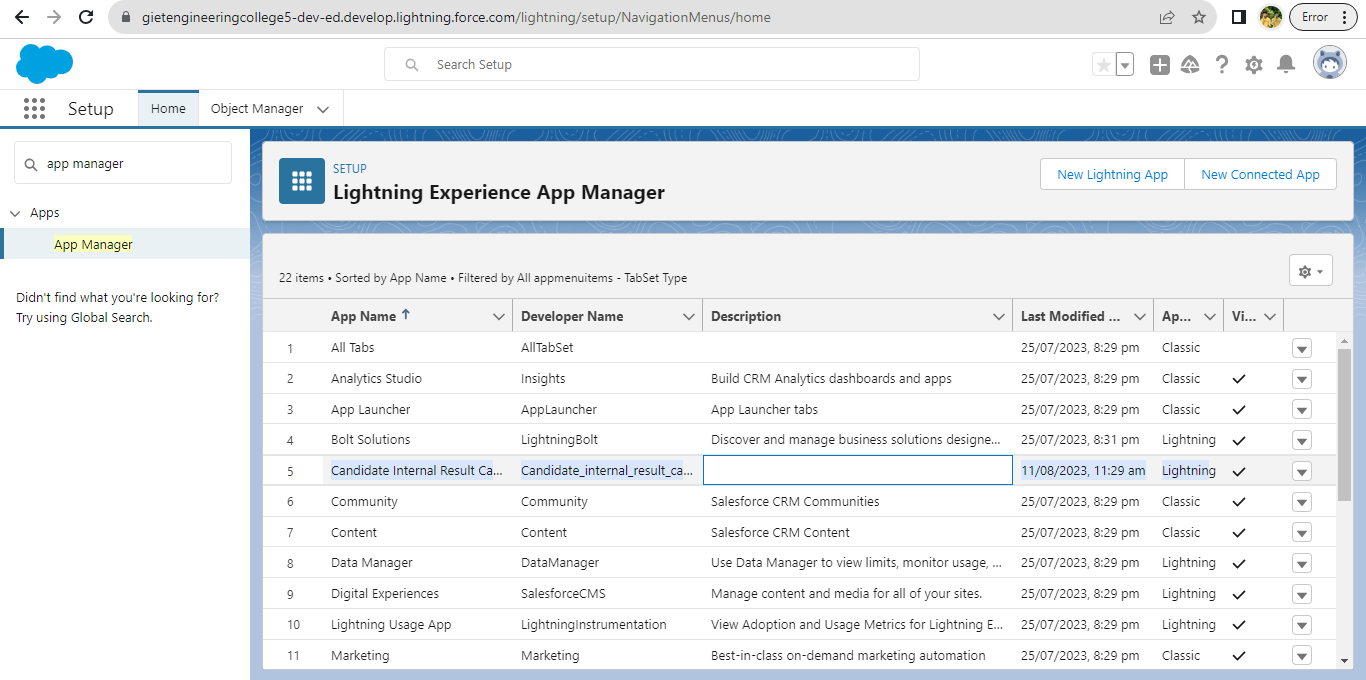 gietengineeringcollege5-dev-ed.develop.lightning.force.com/lightning/setup/NavigationMenus/home
Error
Search Setup
Setup
Home
Object Manager
app manager
Apps
App Manager
Didn't find what you're looking for?
Try using Global Search.
SETUP
Lightning Experience App Manager
New Lightning App
New Connected App
22 items • Sorted by App Name • Filtered by All appmenuitems - TabSet Type
App Name Developer Name Description Last Modified ... Ap... Vi...
1 All Tabs AllTabSet 25/07/2023, 8:29 pm Classic
2 Analytics Studio Insights Build CRM Analytics dashboards and apps 25/07/2023, 8:29 pm Classic
3 App Launcher AppLauncher App Launcher tabs 25/07/2023, 8:29 pm Classic
4 Bolt Solutions LightningBolt Discover and manage business solutions designe... 25/07/2023, 8:31 pm Lightning
5 Candidate Internal Result Ca... Candidate_internal_result_ca... 11/08/2023, 11:29 am Lightning
6 Community Community Salesforce CRM Communities 25/07/2023, 8:29 pm Classic
7 Content Content Salesforce CRM Content 25/07/2023, 8:29 pm Classic
8 Data Manager DataManager Use Data Manager to view limits, monitor usage, ... 25/07/2023, 8:29 pm Lightning
9 Digital Experiences SalesforceCMS Manage content and media for all of your sites. 25/07/2023, 8:29 pm Lightning
10 Lightning Usage App LightningInstrumentation View Adoption and Usage Metrics for Lightning E... 25/07/2023, 8:29 pm Lightning
11 Marketing Marketing Best-in-class on-demand marketing automation 25/07/2023, 8:29 pm Classic